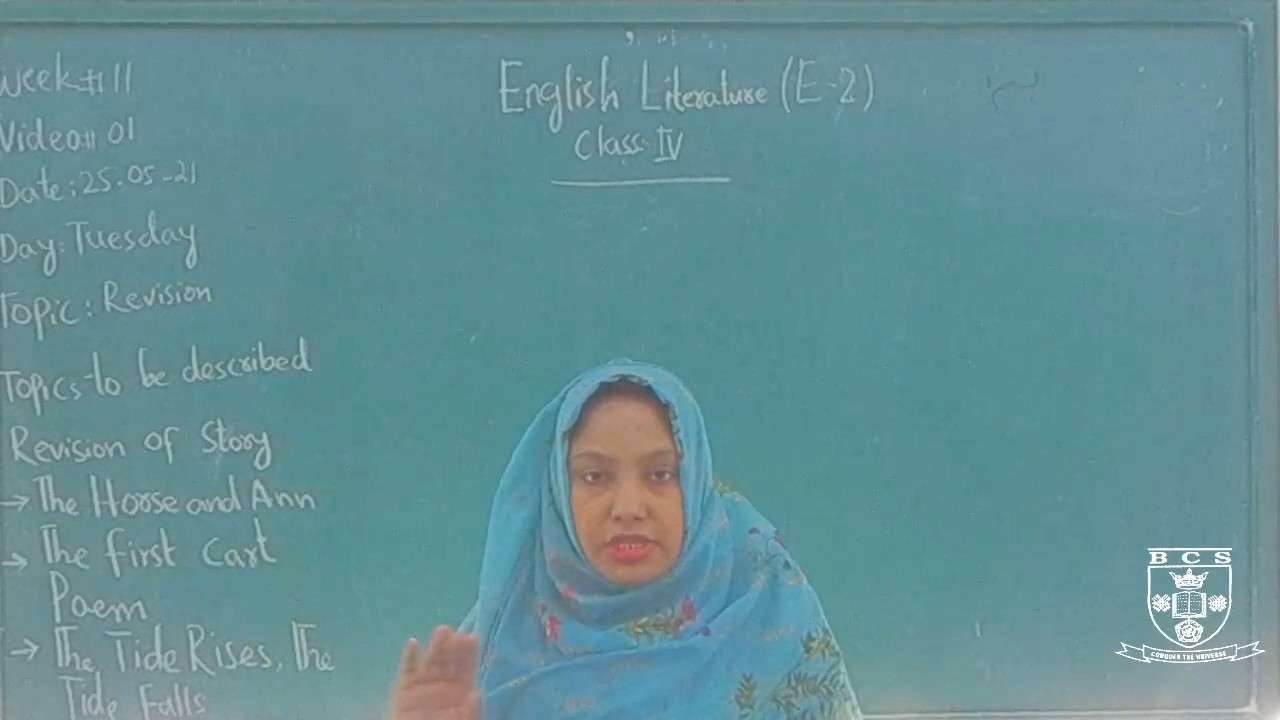 Week#11
Video#01
Date:25.05-21
Day:Tuesday
Topic:Revision
Topics to be described
Revision of Story
→The Horse and Ann
→The first Cart
Poem
→The Tide Rises, The
Tide Falls
English Literature (E-2)
Class:IV
BCS
CONQUER THE UNIVERSE